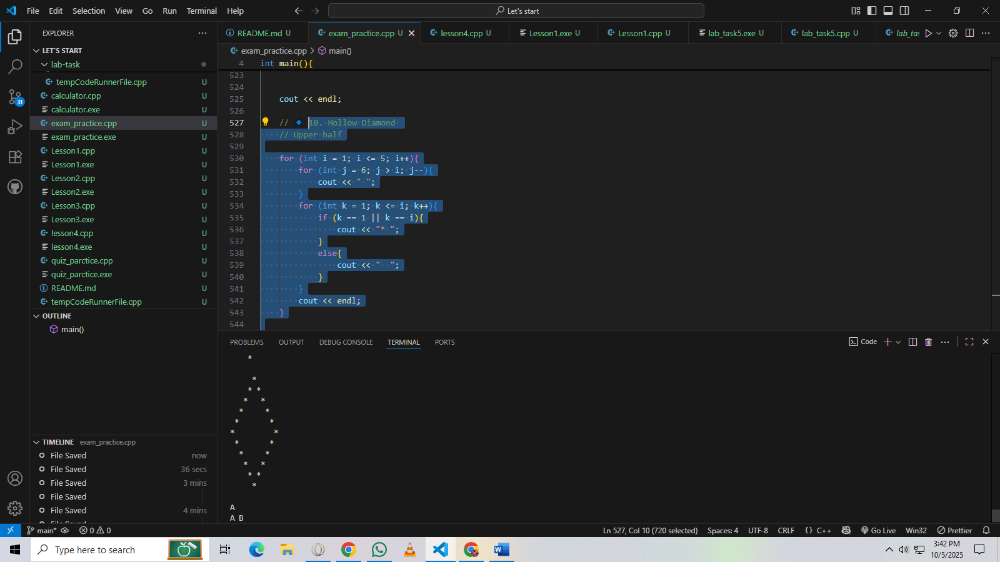 File Edit Selection View Go Run Terminal Help
Let's start
EXPLORER
LET'S START
lab-task
tempCodeRunnerFile.cpp U
calculator.cpp U
calculator.exe U
exam_practice.cpp U
exam_practice.exe U
Lesson1.cpp U
Lesson1.exe U
Lesson2.cpp U
Lesson2.exe U
Lesson3.cpp U
Lesson3.exe U
lesson4.cpp U
lesson4.exe U
quiz_parctice.cpp U
quiz_parctice.exe U
README.md U
tempCodeRunnerFile.cpp U
OUTLINE
main()
TIMELINE exam_practice.cpp
File Saved now
File Saved 36 secs
File Saved 3 mins
File Saved
File Saved 4 mins
File Saved
README.md U exam_practice.cpp U lesson4.cpp U Lesson1.exe U Lesson1.cpp U lab_task5.exe U lab_task5.cpp U lab_tas
exam_practice.cpp > main()
4 int main(){
523
524
525 cout << endl;
526
527 // 🔹 10. Hollow Diamond
528 // Upper half
529
530 for (int i = 1; i <= 5; i++){
531 for (int j = 6; j > i; j--){
532 cout << " ";
533 }
534 for (int k = 1; k <= i; k++){
535 if (k == 1 || k == i){
536 cout << "* ";
537 }
538 else{
539 cout << "  ";
540 }
541 }
542 cout << endl;
543 }
544
PROBLEMS OUTPUT DEBUG CONSOLE TERMINAL PORTS
Code
*
*
* *
* *
* *
* *
* *
* *
* *
* *
* *
*
A
A B
main* 0 0 Ln 527, Col 10 (720 selected) Spaces: 4 UTF-8 CRLF {} C++ Go Live Win32 Prettier
Type here to search
3:42 PM
10/5/2025
31